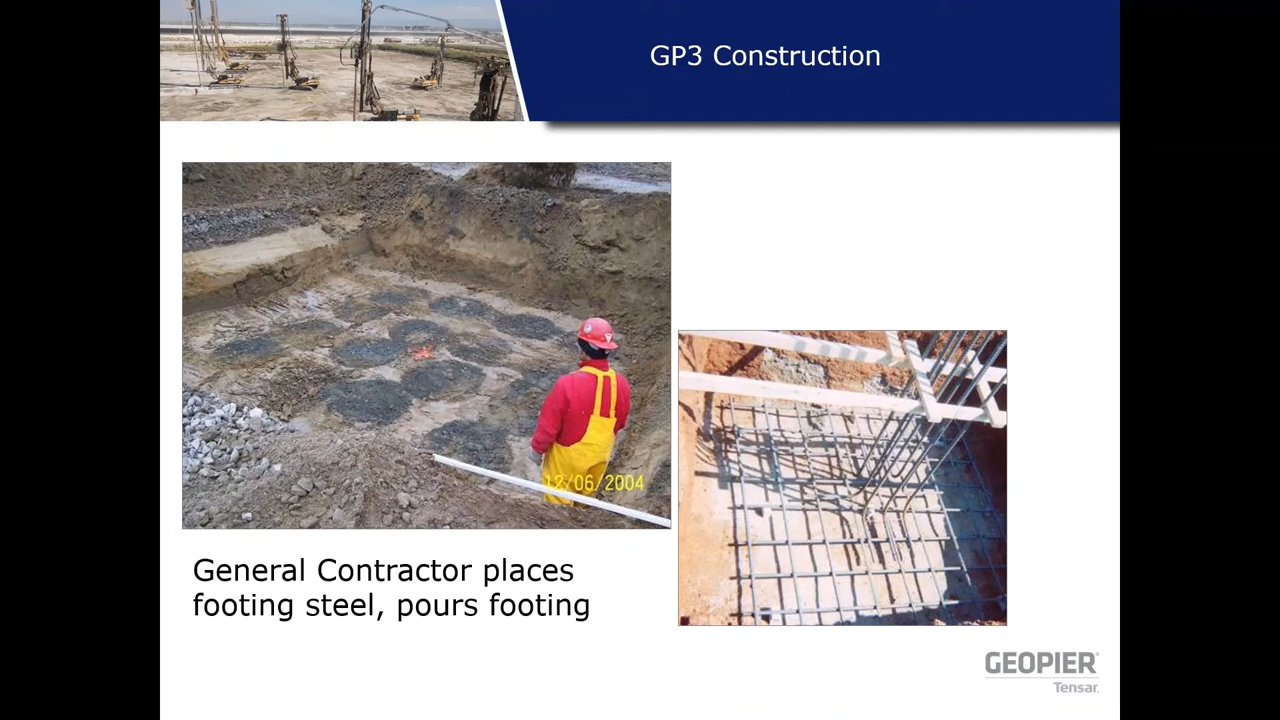 GP3 Construction
12/06/2004
General Contractor places
footing steel, pours footing
GEOPIER®
Tensar.